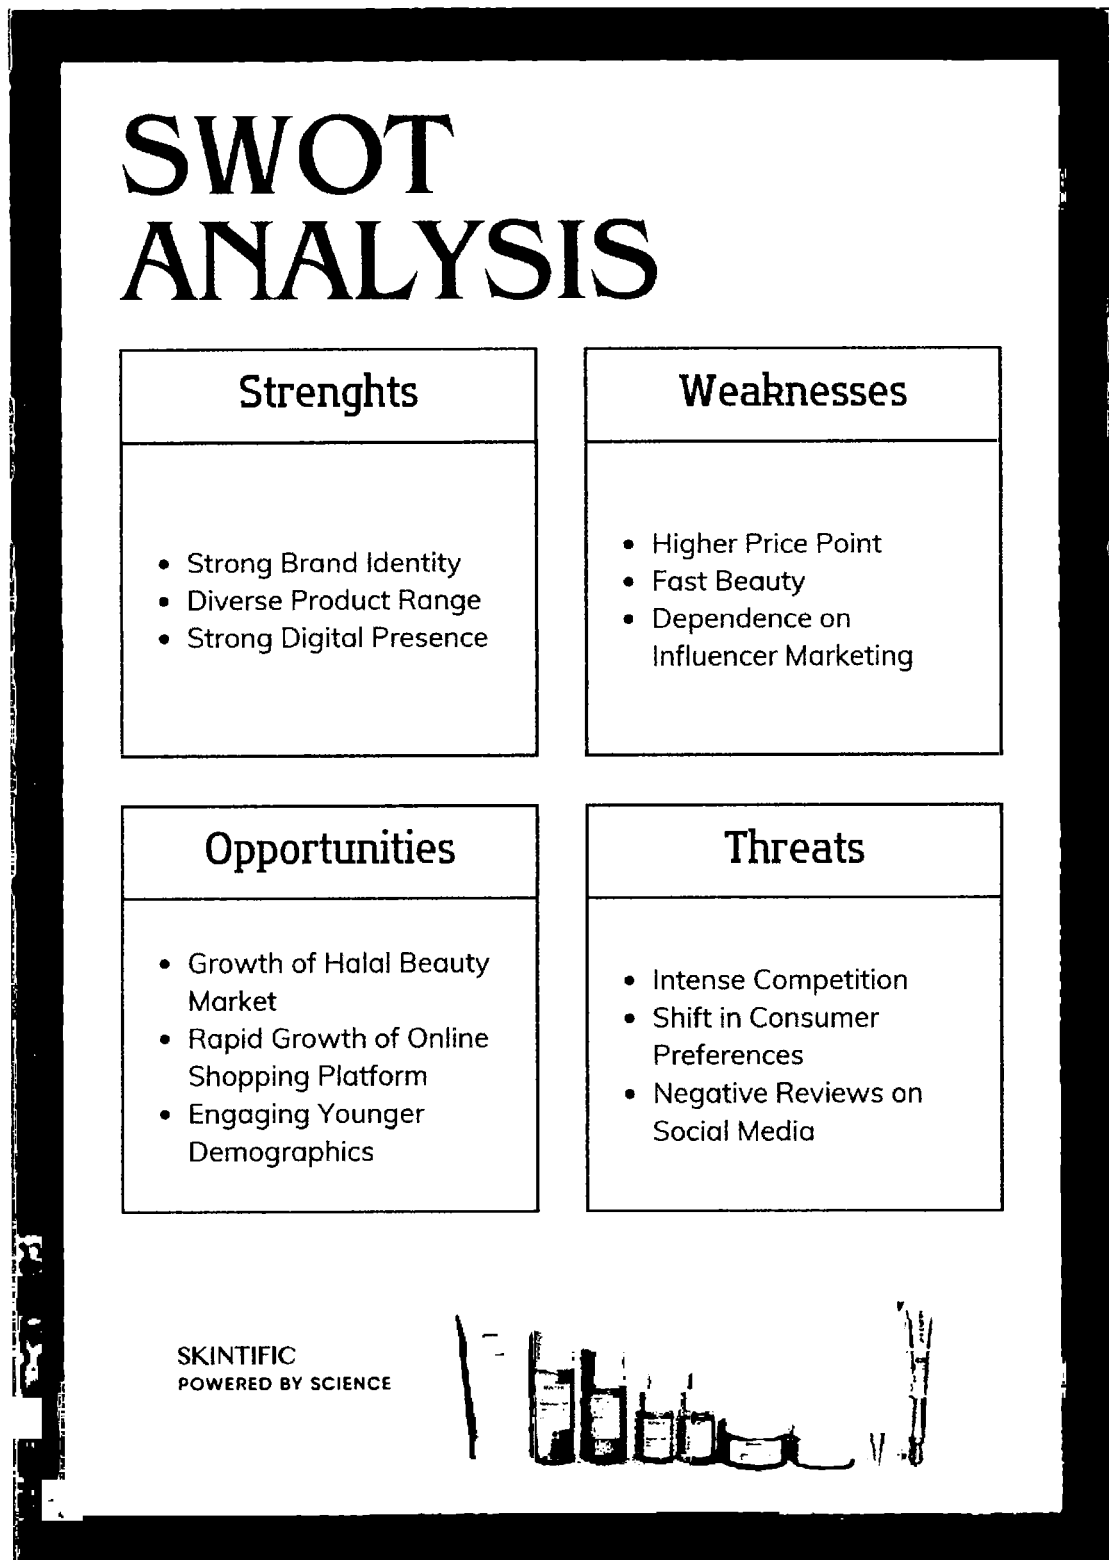 SWOT
ANALYSIS
Strenghts
• Strong Brand Identity
• Diverse Product Range
• Strong Digital Presence
Weaknesses
• Higher Price Point
• Fast Beauty
• Dependence on
Influencer Marketing
Opportunities
• Growth of Halal Beauty
Market
• Rapid Growth of Online
Shopping Platform
• Engaging Younger
Demographics
Threats
• Intense Competition
• Shift in Consumer
Preferences
• Negative Reviews on
Social Media
SKINTIFIC
POWERED BY SCIENCE